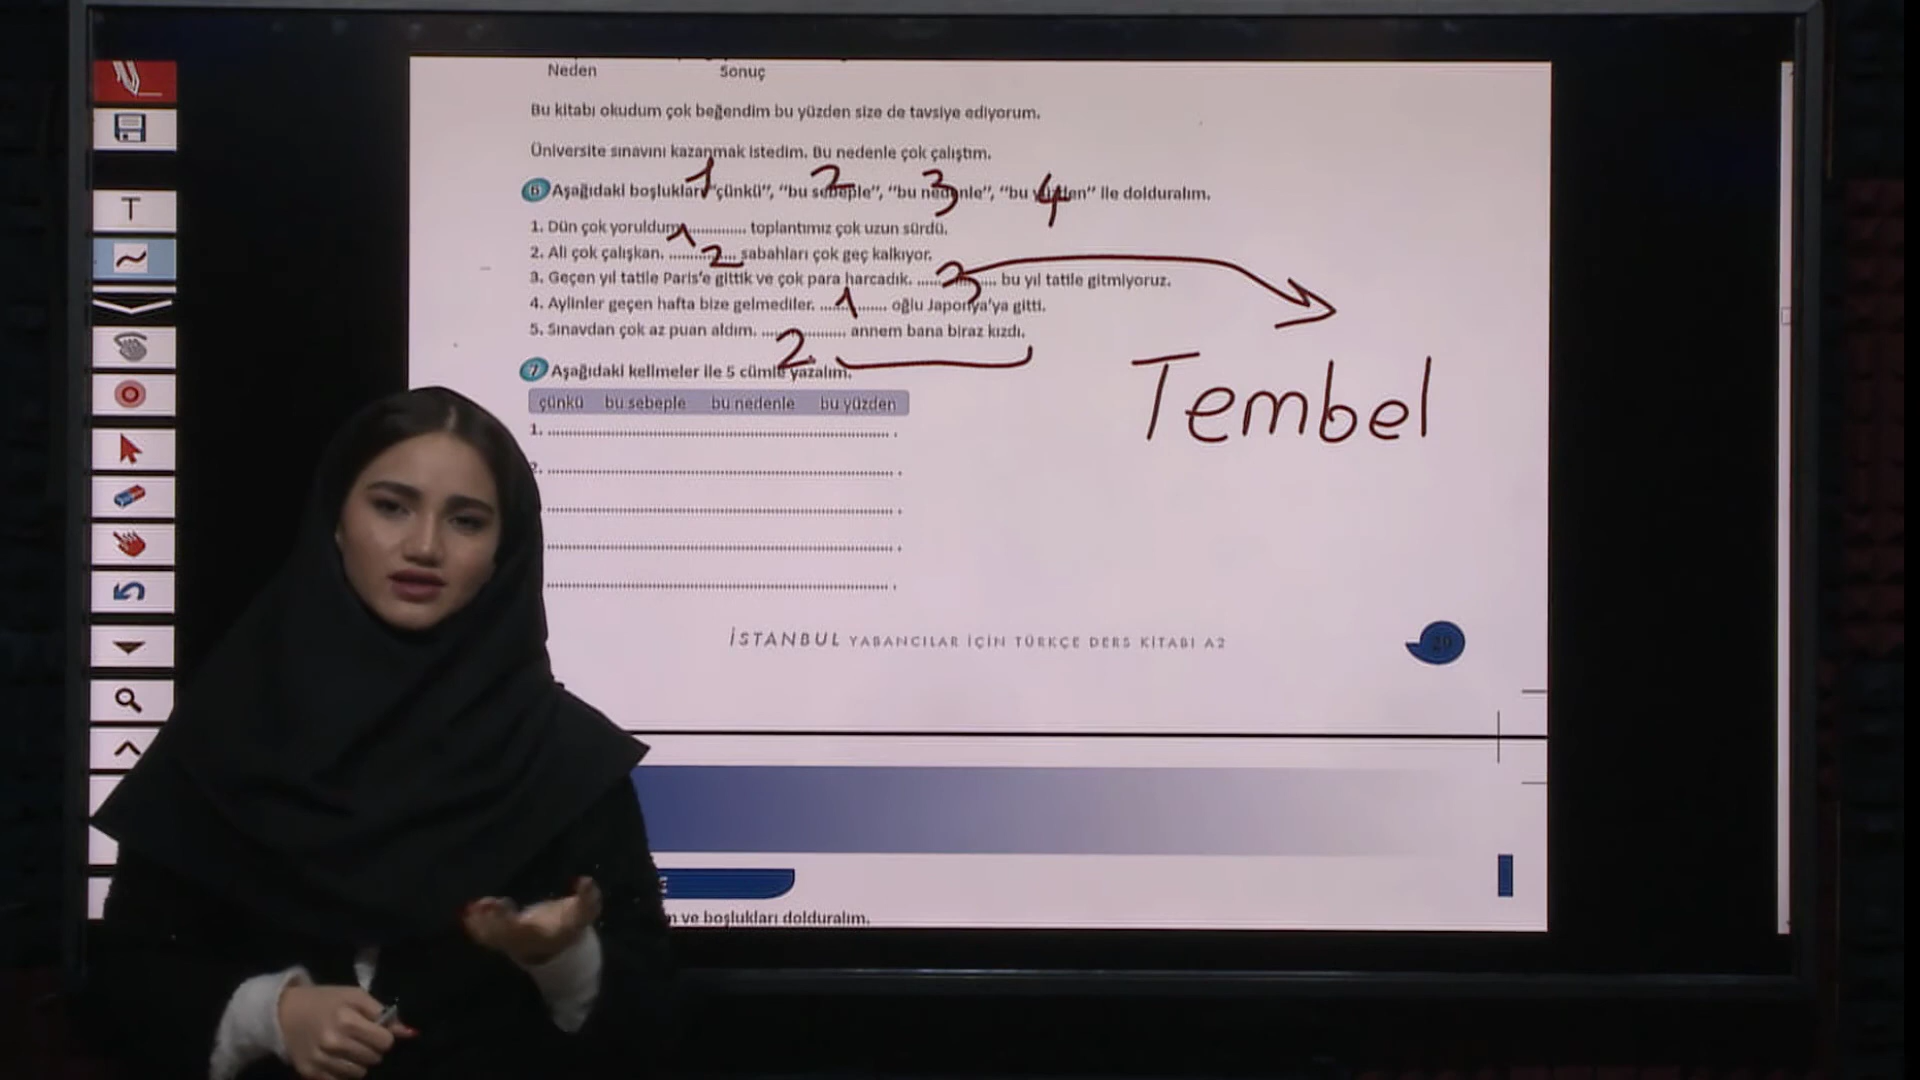 Neden Sonuç
Bu kitabı okudum çok beğendim bu yüzden size de tavsiye ediyorum.
Üniversite sınavını kazanmak istedim. Bu nedenle çok çalıştım.
1 2 3 4
6 Aşağıdaki boşlukları "çünkü", "bu sebeple", "bu nedenle", "bu yüzden" ile dolduralım.
1. Dün çok yoruldum 1 toplantımız çok uzun sürdü.
2. Ali çok çalışkan. 2 sabahları çok geç kalkıyor.
3. Geçen yıl tatile Paris'e gittik ve çok para harcadık. 3 bu yıl tatile gitmiyoruz.
4. Aylinler geçen hafta bize gelmediler. 1 oğlu Japonya'ya gitti.
5. Sınavdan çok az puan aldım. 2 annem bana biraz kızdı.
Tembel
7 Aşağıdaki kelimeler ile 5 cümle yazalım.
çünkü bu sebeple bu nedenle bu yüzden
1.
2.
İSTANBUL YABANCILAR İÇİN TÜRKÇE DERS KİTABI A2
ve boşlukları dolduralım.
T